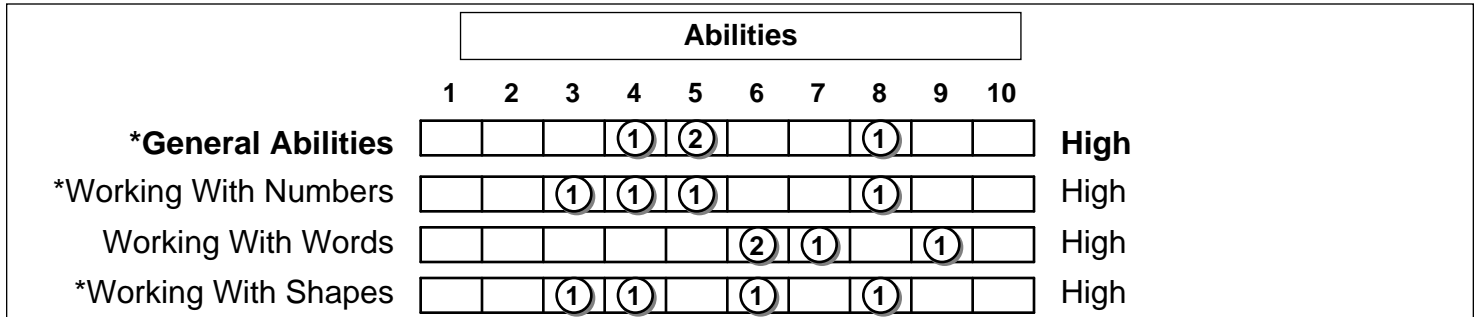 Abilities
1 2 3 4 5 6 7 8 9 10
*General Abilities 1 2 1 High
*Working With Numbers 1 1 1 1 High
Working With Words 2 1 1 High
*Working With Shapes 1 1 1 1 High